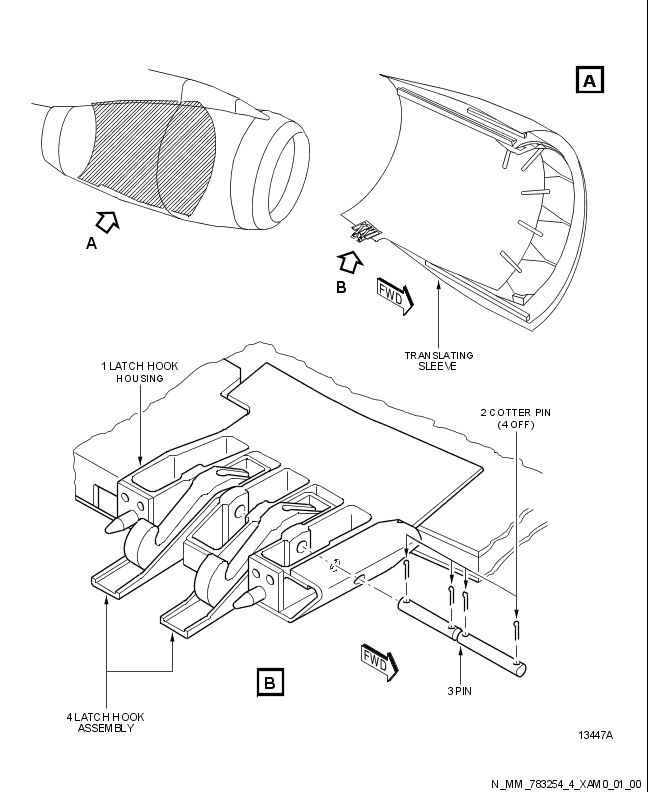 A
A
B
FWD
TRANSLATING
SLEEVE
1 LATCH HOOK
HOUSING
2 COTTER PIN
(4 OFF)
FWD
B
3 PIN
4 LATCH HOOK
ASSEMBLY
13447A
N_MM_783254_4_XAM0_01_00